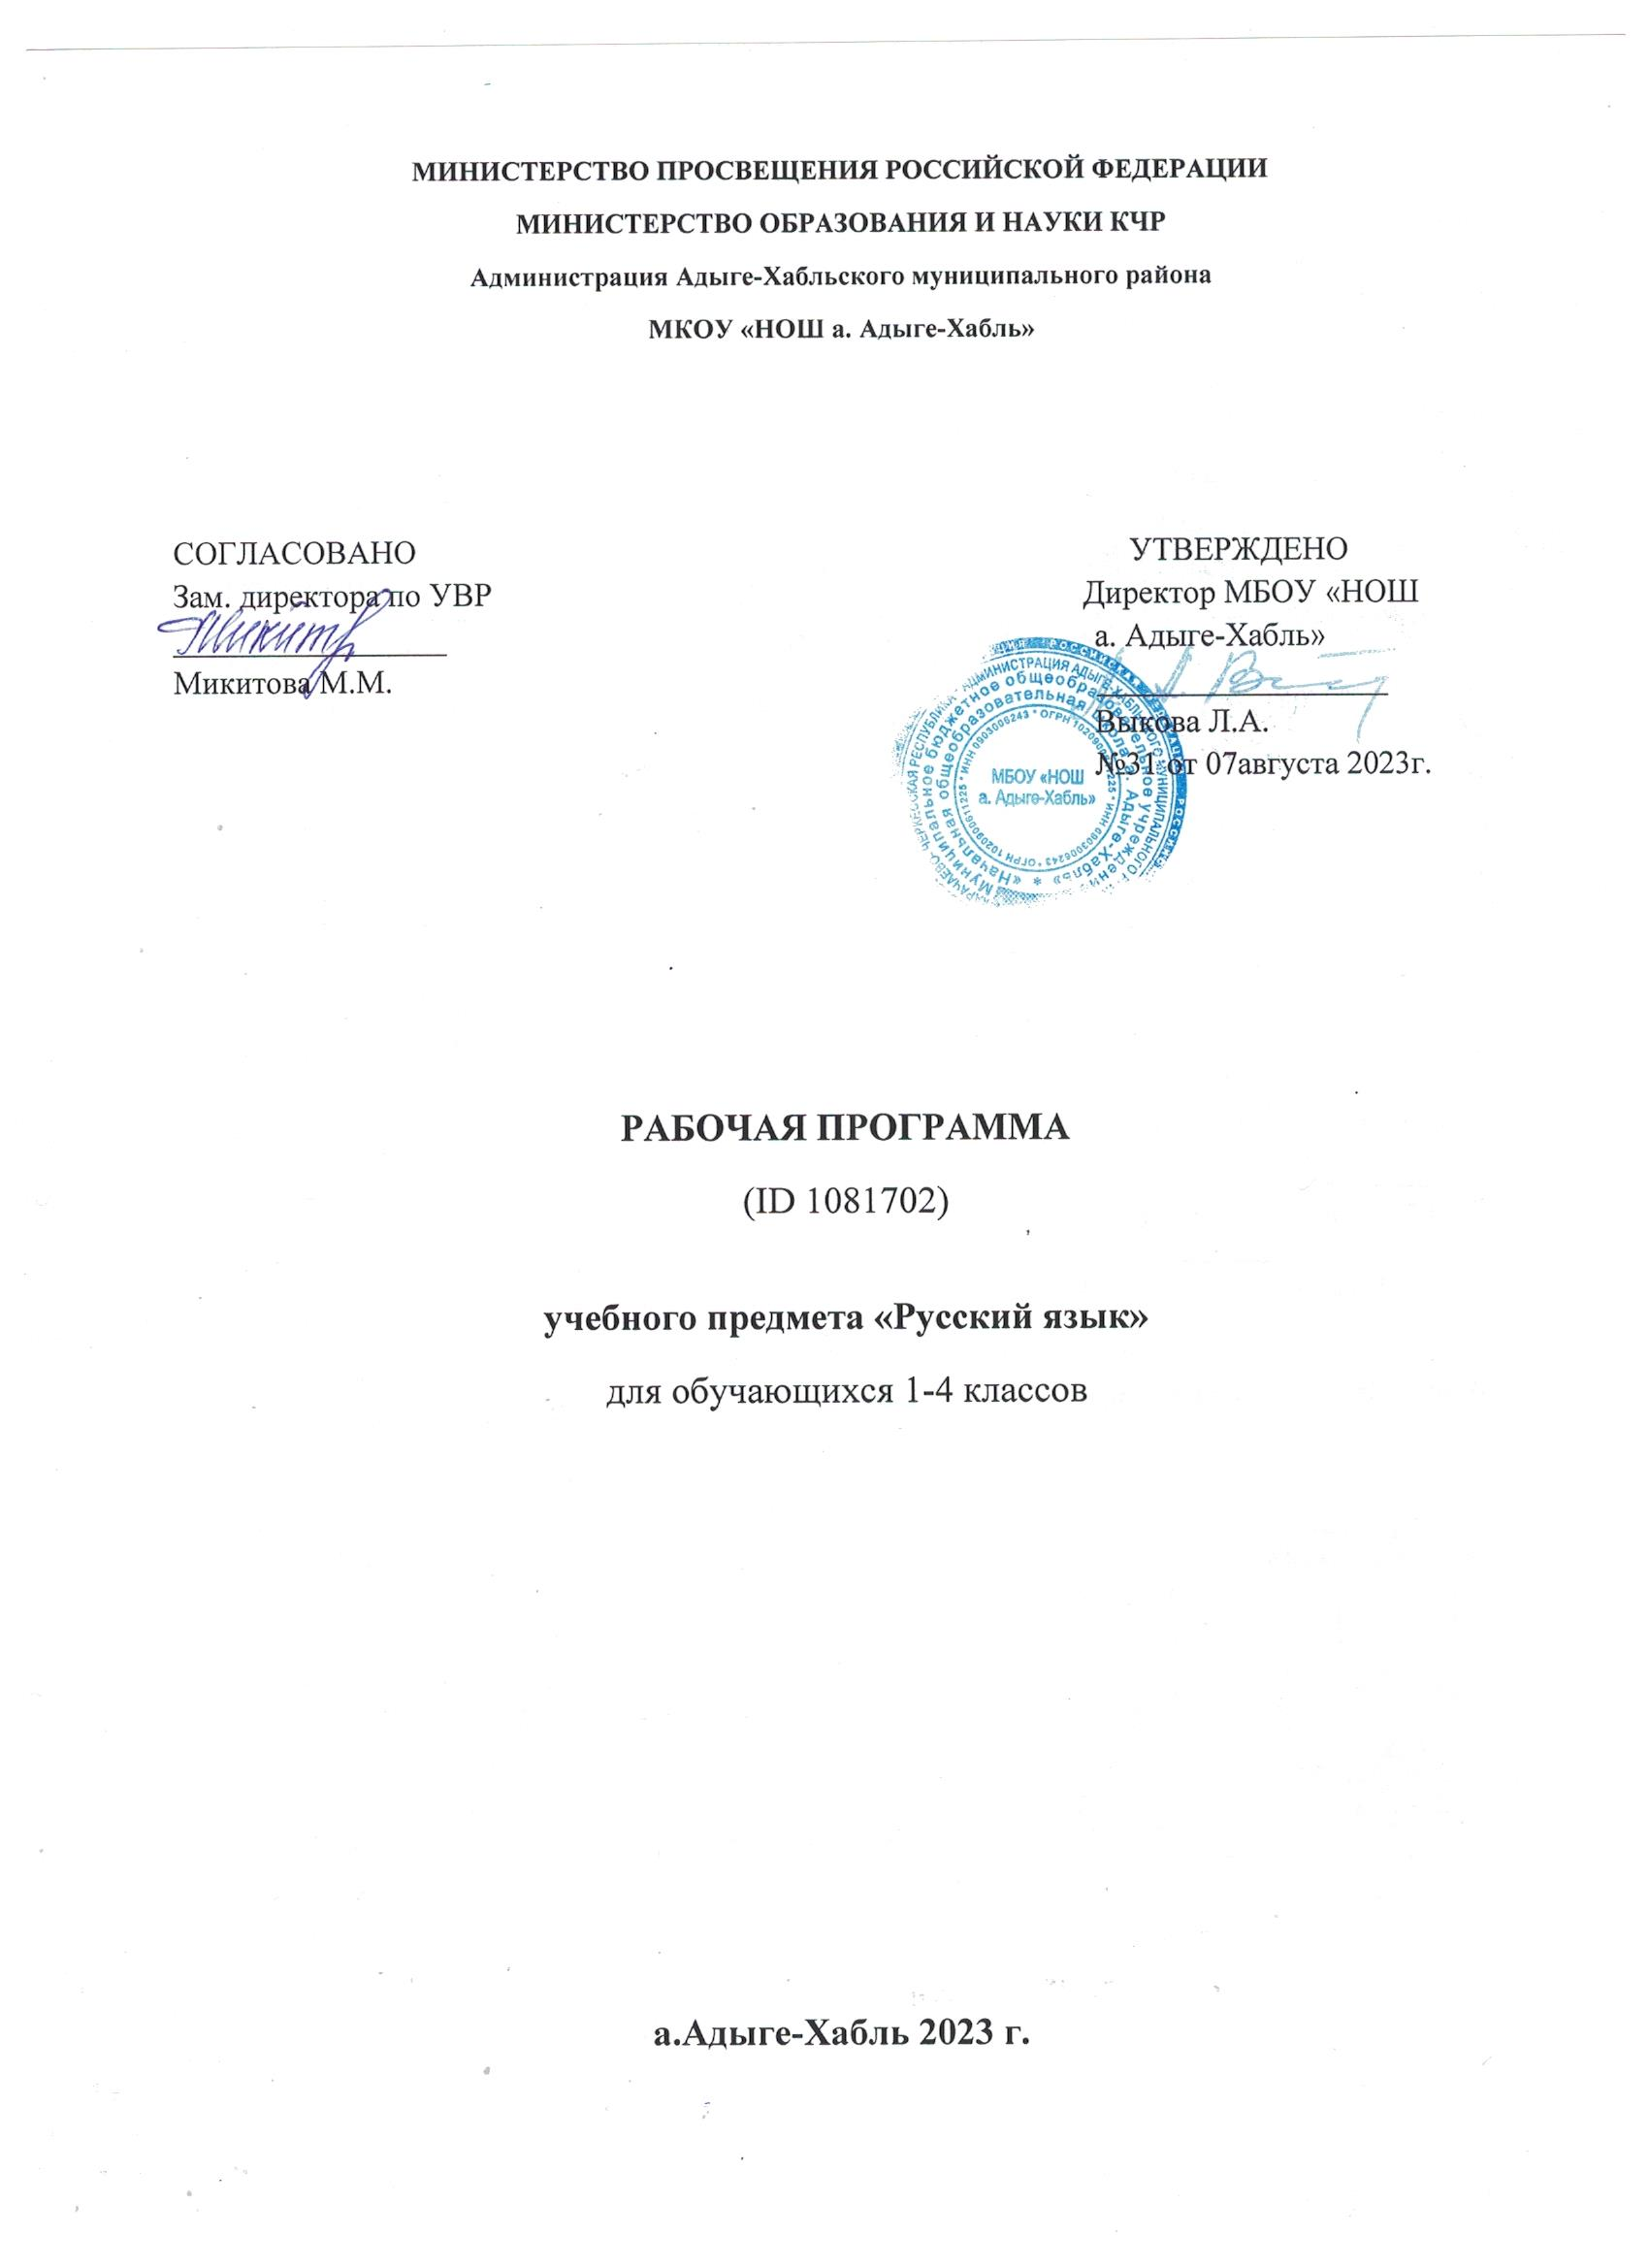 МИНИСТЕРСТВО ПРОСВЕЩЕНИЯ РОССИЙСКОЙ ФЕДЕРАЦИИ
МИНИСТЕРСТВО ОБРАЗОВАНИЯ И НАУКИ КЧР
Администрация Адыге-Хабльского муниципального района
МКОУ «НОШ а. Адыге-Хабль»
СОГЛАСОВАНО
Зам. директора по УВР
Микитова М.М.
УТВЕРЖДЕНО
Директор МБОУ «НОШ
а. Адыге-Хабль»
Выкова Л.А.
№31 от 07августа 2023г.
МБОУ «НОШ
а. Адыге-Хабль»
РАБОЧАЯ ПРОГРАММА
(ID 1081702)
учебного предмета «Русский язык»
для обучающихся 1-4 классов
а.Адыге-Хабль 2023 г.